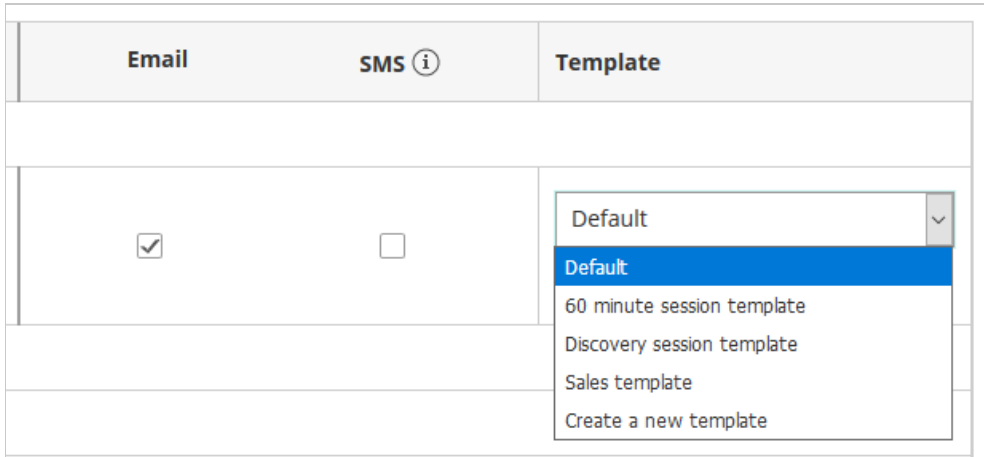 Email
SMS
Template
Default
Default
60 minute session template
Discovery session template
Sales template
Create a new template